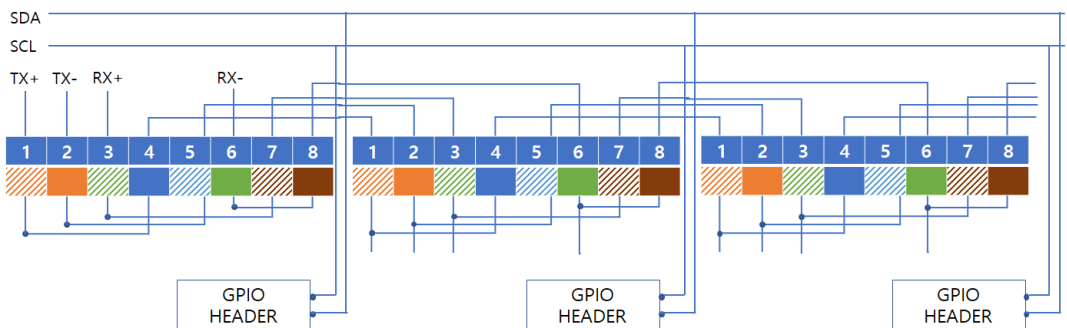 SDA
SCL
TX+ TX- RX+ RX-
1 2 3 4 5 6 7 8 1 2 3 4 5 6 7 8 1 2 3 4 5 6 7 8
GPIO GPIO GPIO
HEADER HEADER HEADER